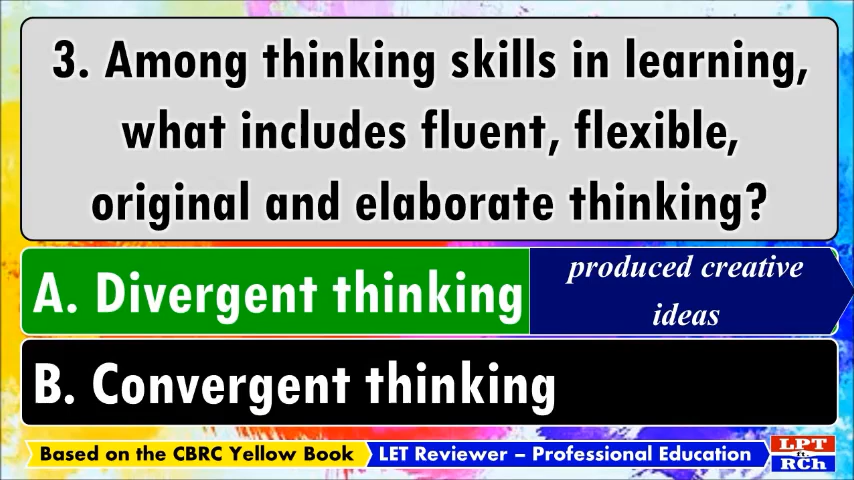 3. Among thinking skills in learning,
what includes fluent, flexible,
original and elaborate thinking?
A. Divergent thinking
produced creative
ideas
B. Convergent thinking
Based on the CBRC Yellow Book
LET Reviewer – Professional Education
LPT
ft.
RCh